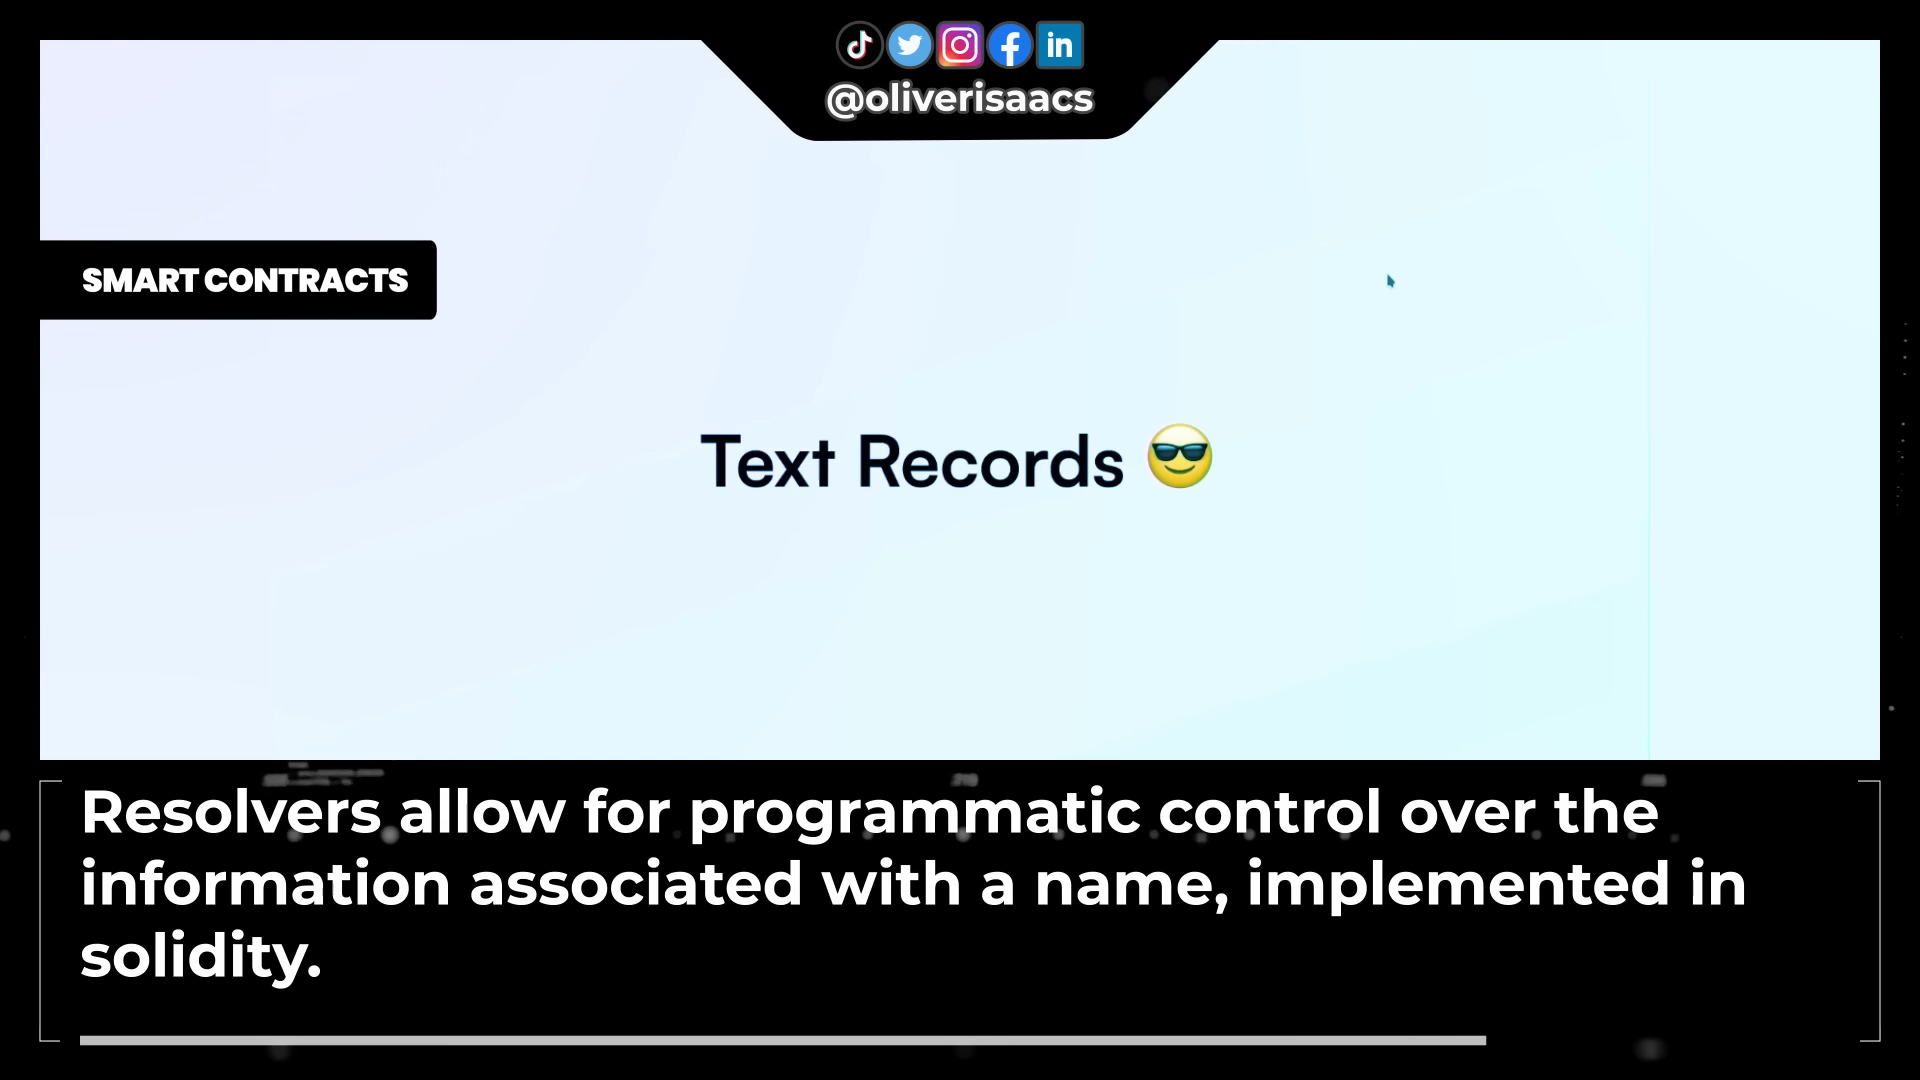 @oliverisaacs
SMART CONTRACTS
Text Records 😎
Resolvers allow for programmatic control over the
information associated with a name, implemented in
solidity.